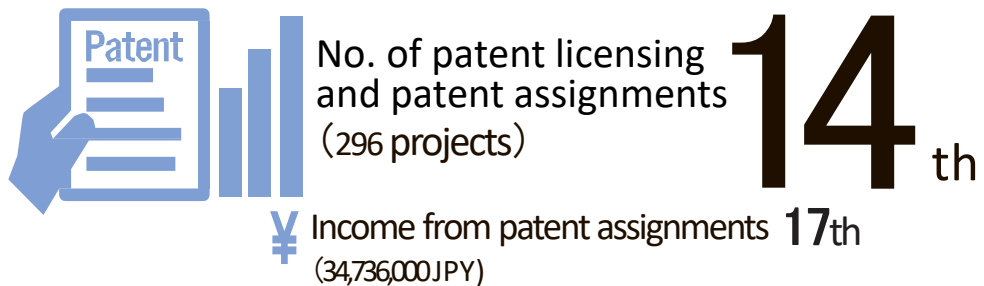 Patent
No. of patent licensing
and patent assignments
（296 projects）
14 th
¥ Income from patent assignments 17th
（34,736,000 JPY)